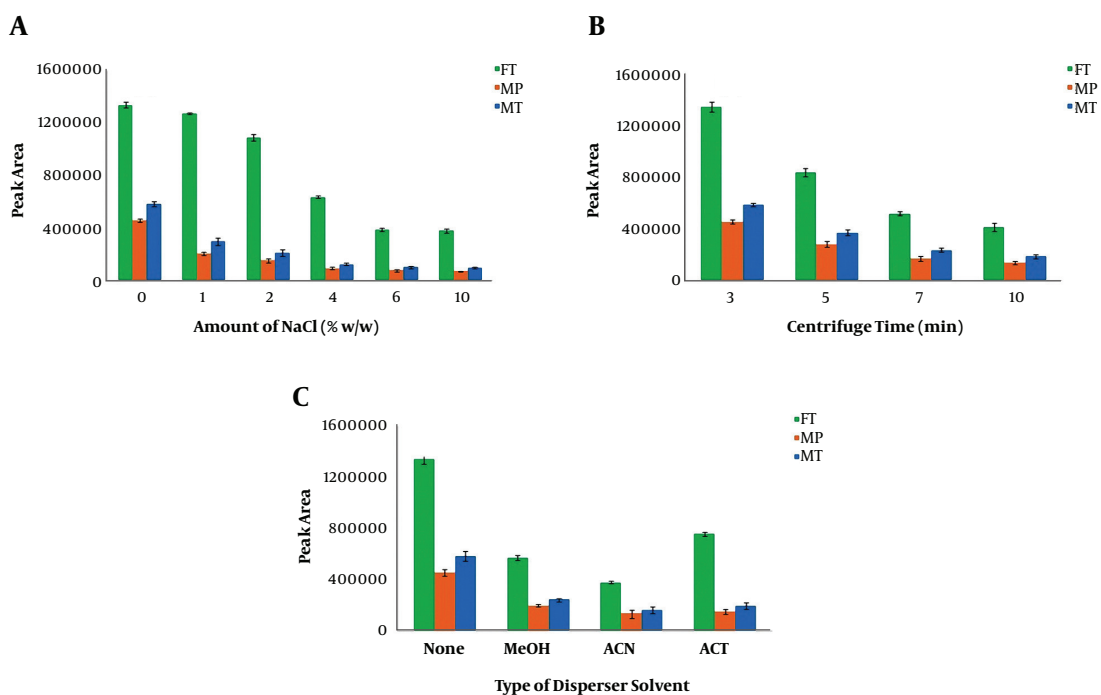 A
1600000
1200000
800000
400000
0
Peak Area
0 1 2 4 6 10
Amount of NaCl (% w/w)
FT
MP
MT
B
1600000
1200000
800000
400000
0
Peak Area
3 5 7 10
Centrifuge Time (min)
FT
MP
MT
C
1600000
1200000
800000
400000
0
Peak Area
None MeOH ACN ACT
Type of Disperser Solvent
FT
MP
MT